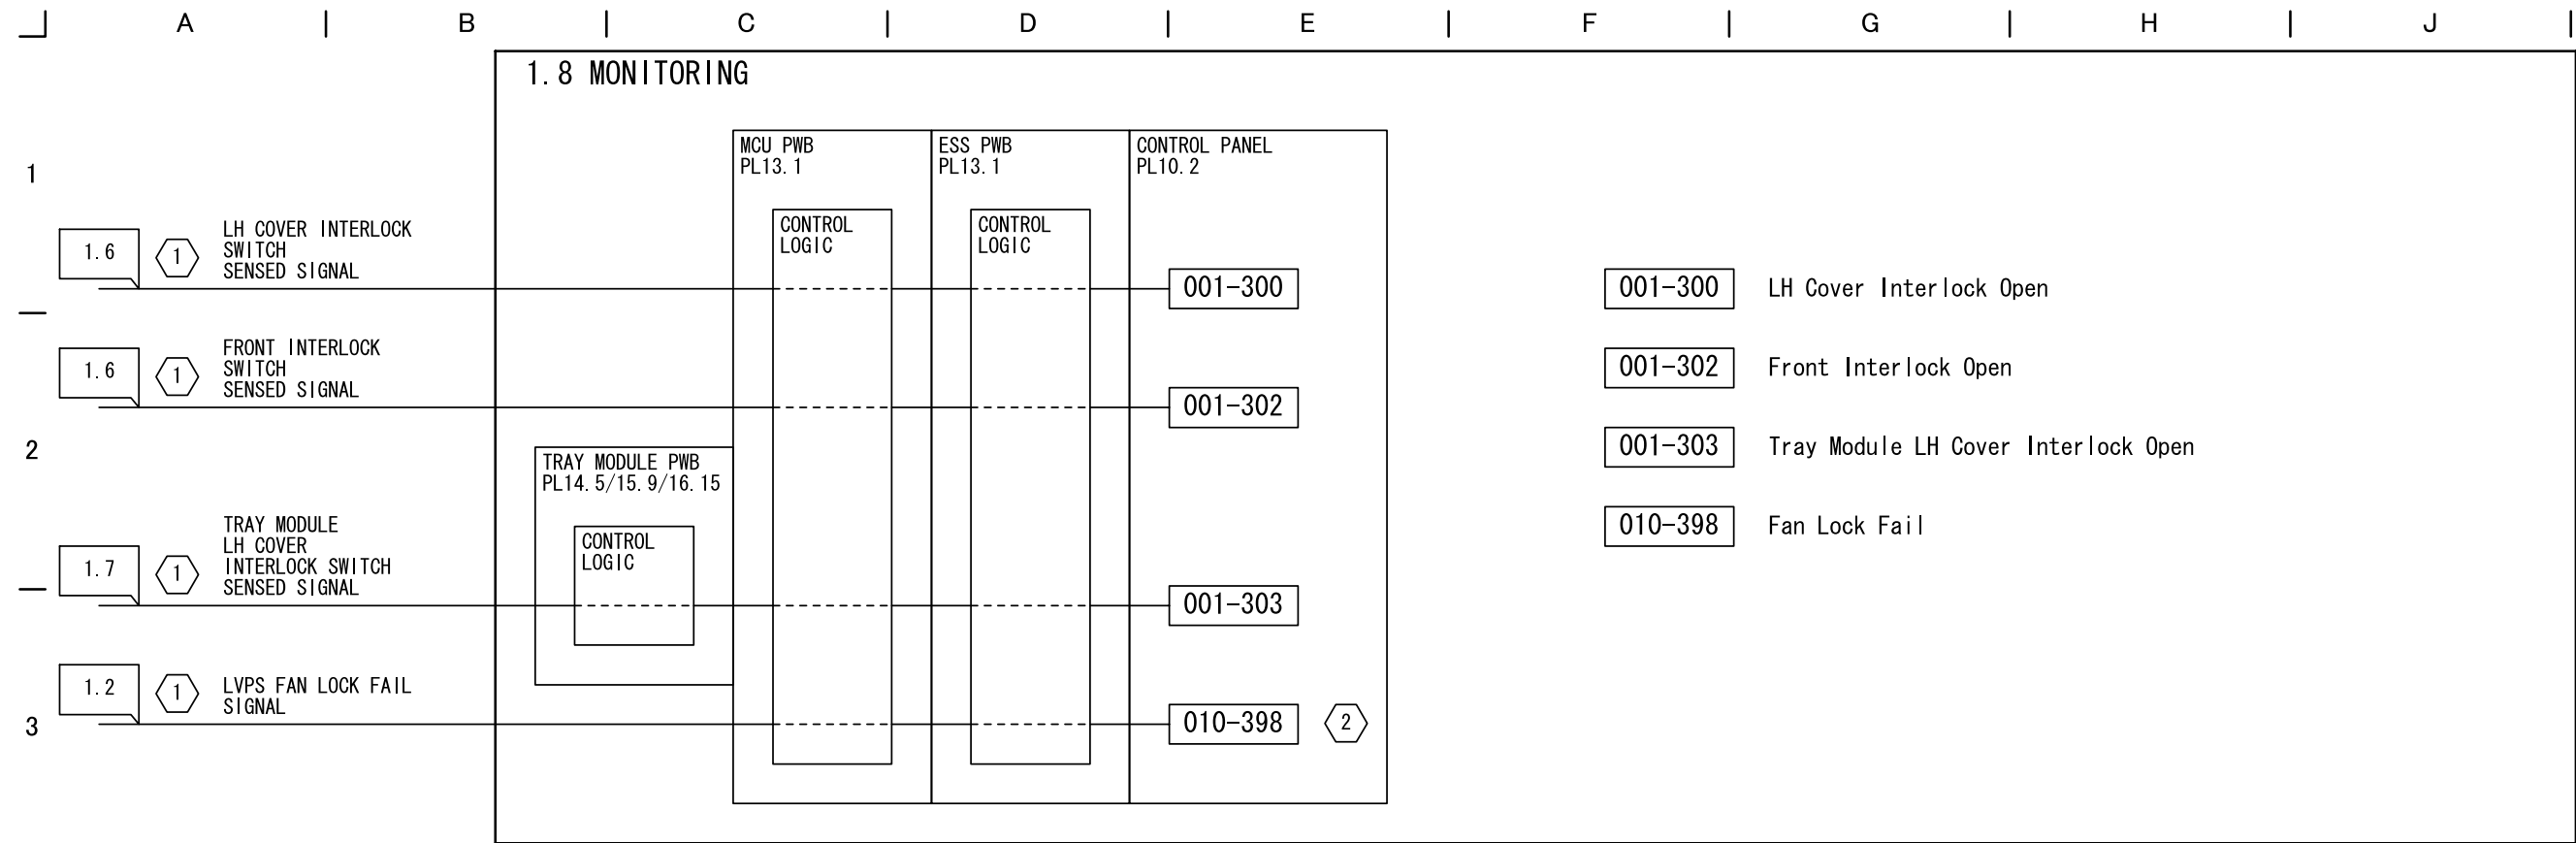 A B C D E F G H J
1.8 MONITORING
1
MCU PWB
PL13.1
ESS PWB
PL13.1
CONTROL PANEL
PL10.2
CONTROL
LOGIC
CONTROL
LOGIC
1.6
1
LH COVER INTERLOCK
SWITCH
SENSED SIGNAL
001-300
001-300 LH Cover Interlock Open
1.6
1
FRONT INTERLOCK
SWITCH
SENSED SIGNAL
001-302
001-302 Front Interlock Open
2
TRAY MODULE PWB
PL14.5/15.9/16.15
001-303 Tray Module LH Cover Interlock Open
CONTROL
LOGIC
1.7
1
TRAY MODULE
LH COVER
INTERLOCK SWITCH
SENSED SIGNAL
001-303
010-398 Fan Lock Fail
3
1.2
1
LVPS FAN LOCK FAIL
SIGNAL
010-398
2